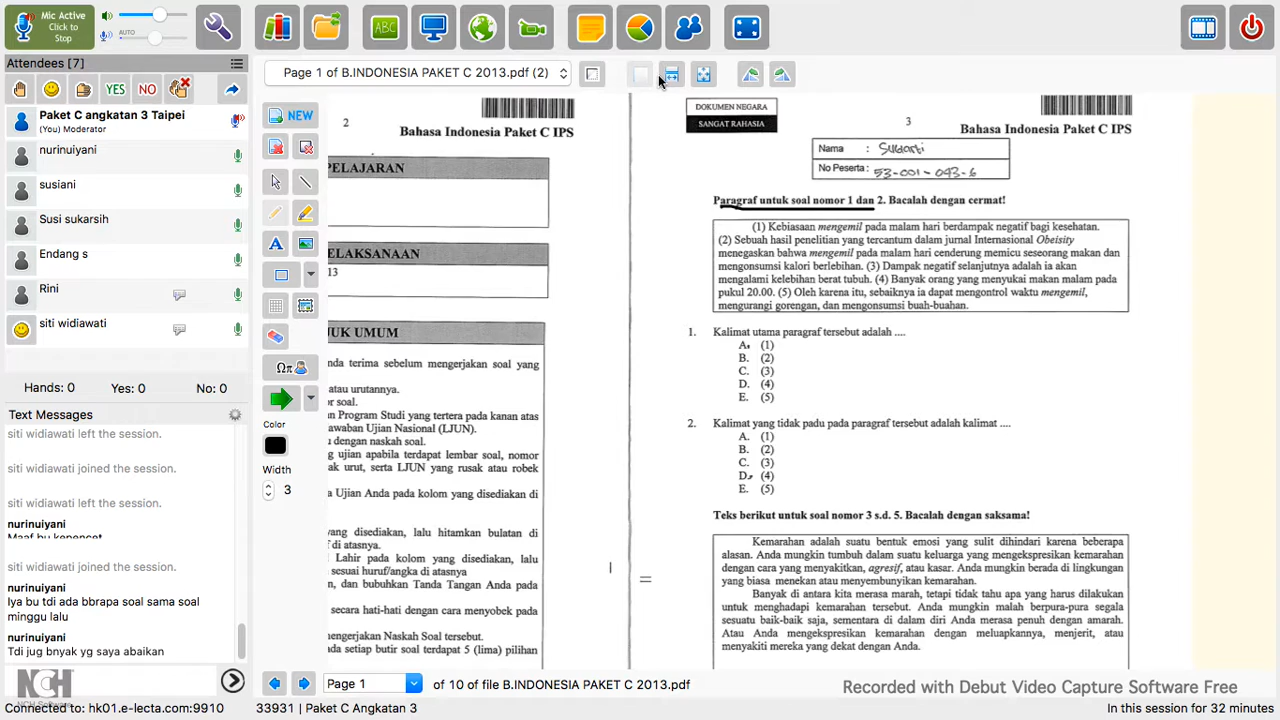 Mic Active
Click to
Stop
AUTO
ABC
Attendees [7]
YES
NO
Paket C angkatan 3 Taipei
(You) Moderator
nurinuiyani
susiani
Susi sukarsih
Endang s
Rini
siti widiawati
Hands: 0
Yes: 0
No: 0
Text Messages
siti widiawati left the session.
siti widiawati joined the session.
siti widiawati left the session.
nurinuiyani
Maaf bu kepencet
siti widiawati joined the session.
nurinuiyani
Iya bu tdi ada bbrapa soal sama soal
minggu lalu
nurinuiyani
Tdi jug bnyak yg saya abaikan
NCH
NCH Software
Connected to: hk01.e-lecta.com:9910
Page 1 of B.INDONESIA PAKET C 2013.pdf (2)
NEW
A
Ωπ
Color
Width
3
2
Bahasa Indonesia Paket C IPS
PELAJARAN
ELAKSANAAN
13
UK UMUM
nda terima sebelum mengerjakan soal yang
atau urutannya.
or soal.
Program Studi yang tertera pada kanan atas
awaban Ujian Nasional (LJUN).
u dengan naskah soal.
g ujian apabila terdapat lembar soal, nomor
ak urut, serta LJUN yang rusak atau robek
a Ujian Anda pada kolom yang disediakan di
yang disediakan, lalu hitamkan bulatan di
f di atasnya.
Lahir pada kolom yang disediakan, lalu
sesuai huruf/angka di atasnya
n, dan bubuhkan Tanda Tangan Anda pada
secara hati-hati dengan cara menyobek pada
engerjakan Naskah Soal tersebut.
da setiap butir soal terdapat 5 (lima) pilihan
DOKUMEN NEGARA
SANGAT RAHASIA
3
Bahasa Indonesia Paket C IPS
Nama : Sudarti
No Peserta : 53-001-093-6
Paragraf untuk soal nomor 1 dan 2. Bacalah dengan cermat!
(1) Kebiasaan mengemil pada malam hari berdampak negatif bagi kesehatan.
(2) Sebuah hasil penelitian yang tercantum dalam jurnal Internasional Obeisity
menegaskan bahwa mengemil pada malam hari cenderung memicu seseorang makan dan
mengonsumsi kalori berlebihan. (3) Dampak negatif selanjutnya adalah ia akan
mengalami kelebihan berat tubuh. (4) Banyak orang yang menyukai makan malam pada
pukul 20.00. (5) Oleh karena itu, sebaiknya ia dapat mengontrol waktu mengemil,
mengurangi gorengan, dan mengonsumsi buah-buahan.
1. Kalimat utama paragraf tersebut adalah ....
A. (1)
B. (2)
C. (3)
D. (4)
E. (5)
2. Kalimat yang tidak padu pada paragraf tersebut adalah kalimat ....
A. (1)
B. (2)
C. (3)
D. (4)
E. (5)
Teks berikut untuk soal nomor 3 s.d. 5. Bacalah dengan saksama!
Kemarahan adalah suatu bentuk emosi yang sulit dihindari karena beberapa
alasan. Anda mungkin tumbuh dalam suatu keluarga yang mengekspresikan kemarahan
dengan cara yang menyakitkan, agresif, atau kasar. Anda mungkin berada di lingkungan
yang biasa menekan atau menyembunyikan kemarahan.
Banyak di antara kita merasa marah, tetapi tidak tahu apa yang harus dilakukan
untuk menghadapi kemarahan tersebut. Anda mungkin malah berpura-pura segala
sesuatu baik-baik saja, sementara di dalam diri Anda merasa penuh dengan amarah.
Atau Anda mengekspresikan kemarahan dengan meluapkannya, menjerit, atau
menyakiti mereka yang dekat dengan Anda.
Page 1
of 10 of file B.INDONESIA PAKET C 2013.pdf
Recorded with Debut Video Capture Software Free
33931 | Paket C Angkatan 3
In this session for 32 minutes